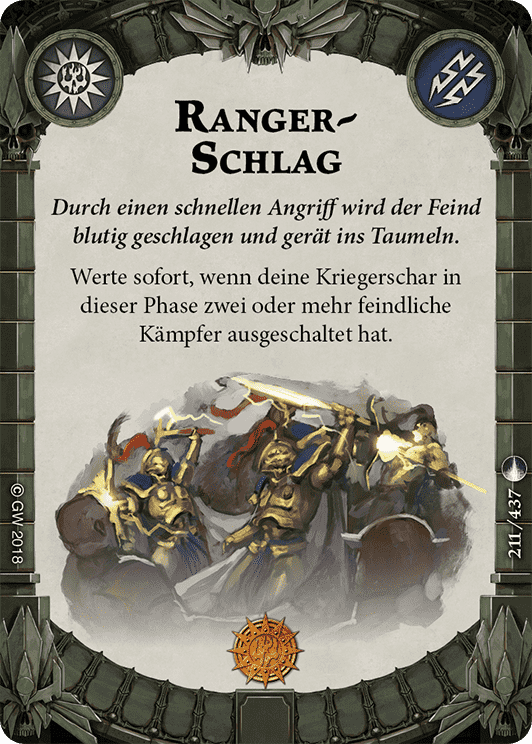 Ranger-
Schlag
Durch einen schnellen Angriff wird der Feind
blutig geschlagen und gerät ins Taumeln.
Werte sofort, wenn deine Kriegerschar in
dieser Phase zwei oder mehr feindliche
Kämpfer ausgeschaltet hat.
© GW 2018
211/437